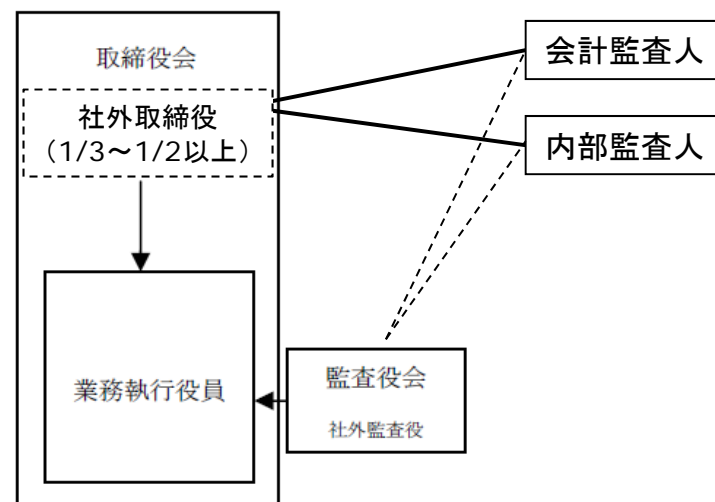 取締役会
社外取締役
（1/3～1/2以上）
業務執行役員
会計監査人
内部監査人
監査役会
社外監査役